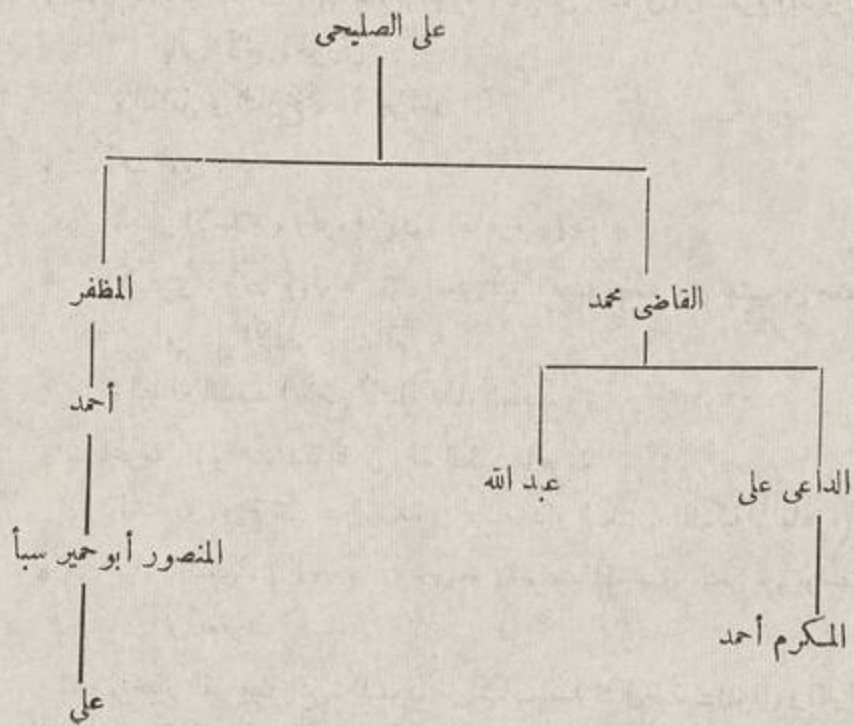 على الصليحى
القاضى محمد
المظفر
أحمد
الداعى على
عبد الله
المنصور أبو حمير سبأ
المكرم أحمد
على